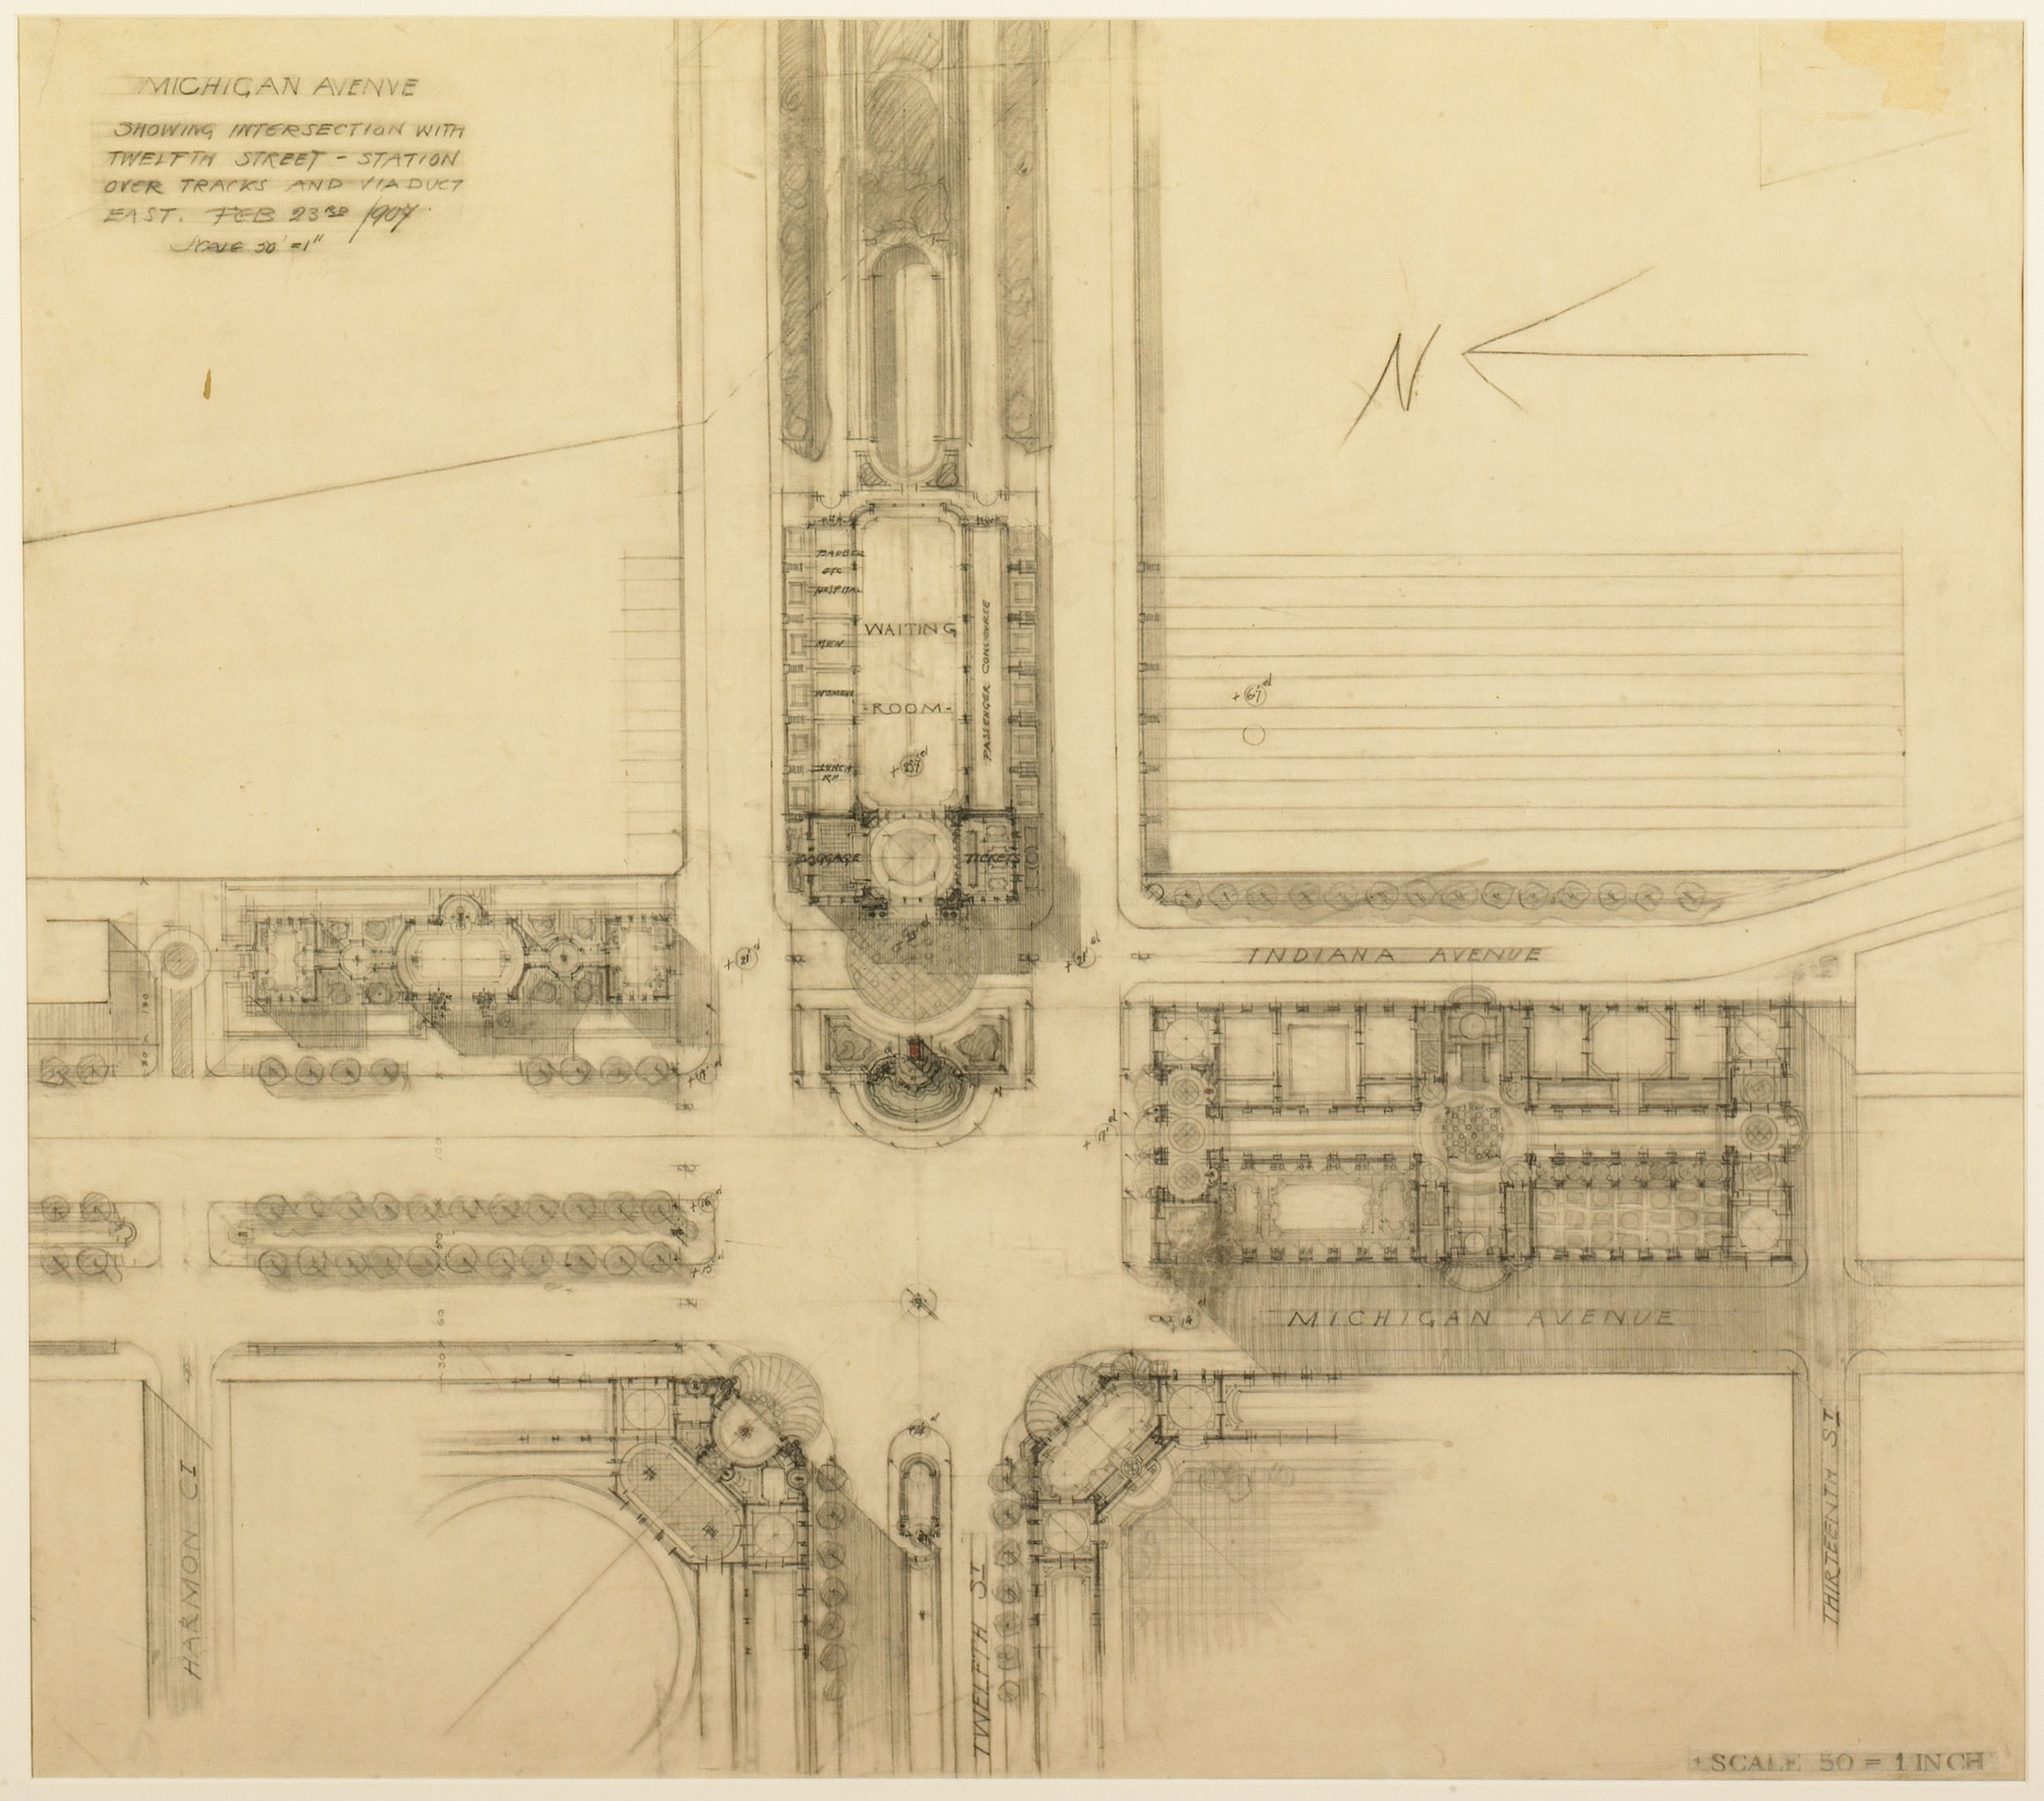 MICHIGAN AVENVE
SHOWING INTERSECTION WITH
TWELFTH STREET - STATION
OVER TRACKS AND VIADUCT
EAST. FEB 23RD 1907
SCALE 50' = 1"
N
BARBER
ETC
HOSPITAL
WAITING
MEN
WOMEN
-ROOM-
PASSENGER CONCOURSE
LUNCH
RM
BAGGAGE
TICKETS
INDIANA AVENUE
MICHIGAN AVENUE
HARMON CT
TWELFTH ST
THIRTEENTH ST
SCALE 50 = 1 INCH